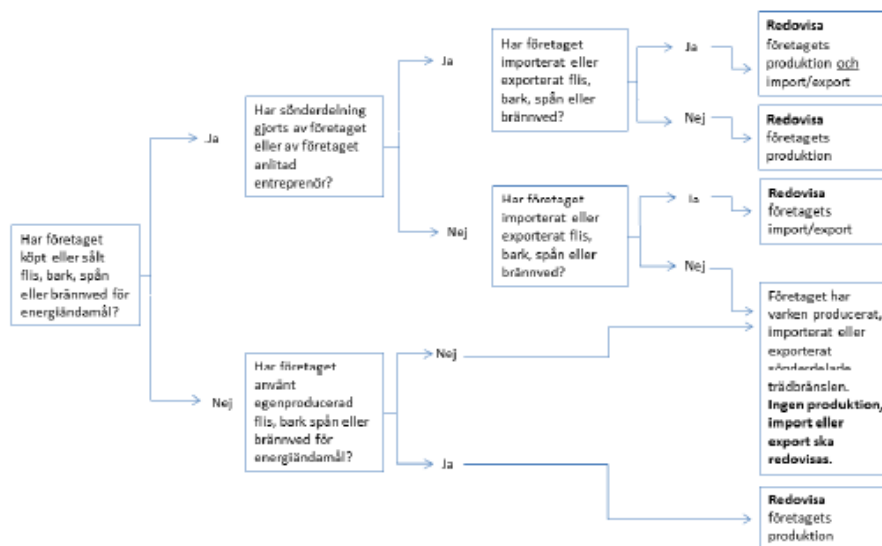 Har företaget
köpt eller sålt
flis, bark, spån
eller brännved för
energiändamål?
Ja
Har sönderdelning
gjorts av företaget
eller av företaget
anlitad
entreprenör?
Ja
Har företaget
importerat eller
exporterat flis,
bark, spån eller
brännved?
Ja
Redovisa
företagets
produktion och
import/export
Nej
Redovisa
företagets
produktion
Nej
Har företaget
importerat eller
exporterat flis,
bark, spån eller
brännved?
Ja
Redovisa
företagets
import/export
Nej
Företaget har
varken producerat,
importerat eller
exporterat
sönderdelade
trädbränslen.
Ingen produktion,
import eller
export ska
redovisas.
Nej
Har företaget
använt
egenproducerad
flis, bark spån eller
brännved för
energiändamål?
Nej
Ja
Redovisa
företagets
produktion